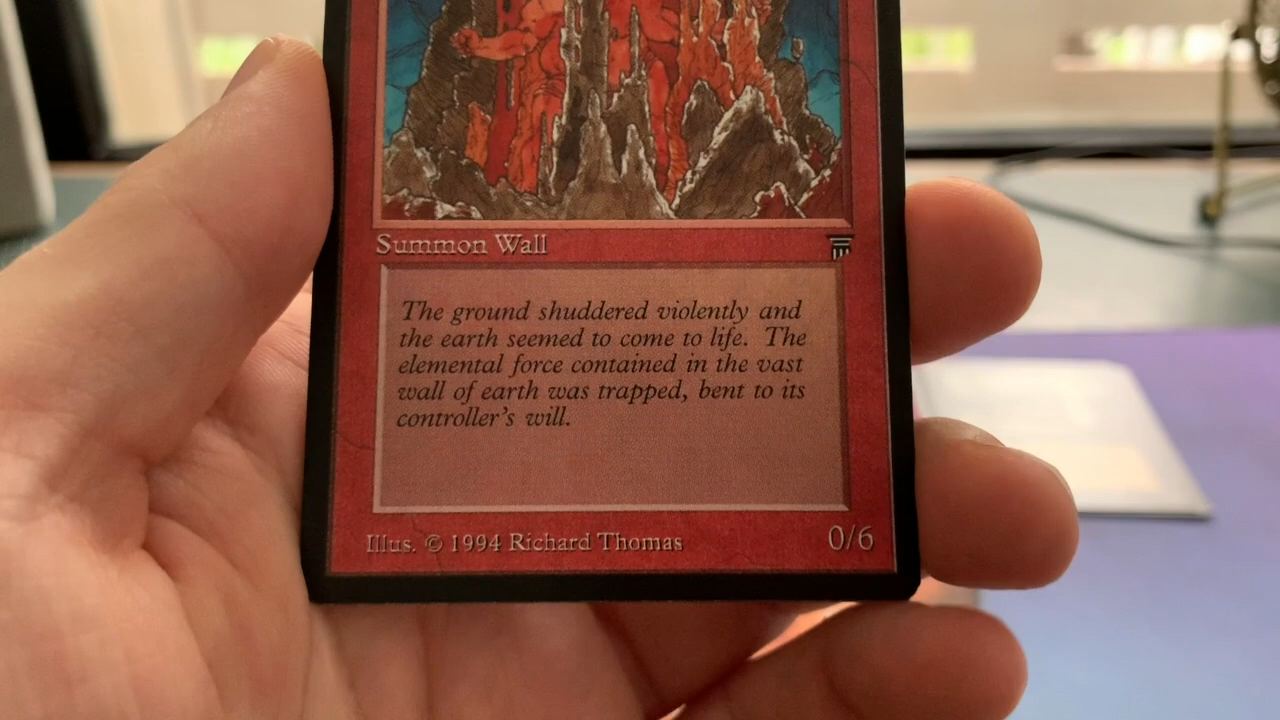 Summon Wall
The ground shuddered violently and
the earth seemed to come to life. The
elemental force contained in the vast
wall of earth was trapped, bent to its
controller's will.
Illus. © 1994 Richard Thomas
0/6